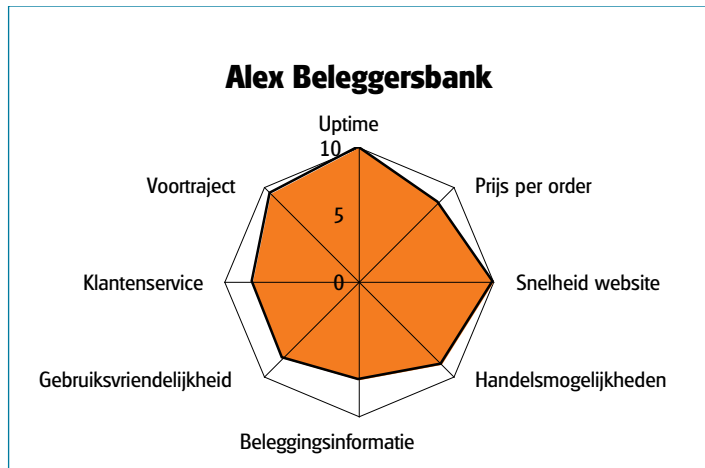 Alex Beleggersbank
Uptime
10
Voortraject
Prijs per order
5
Klantenservice
0
Snelheid website
Gebruiksvriendelijkheid
Handelsmogelijkheden
Beleggingsinformatie